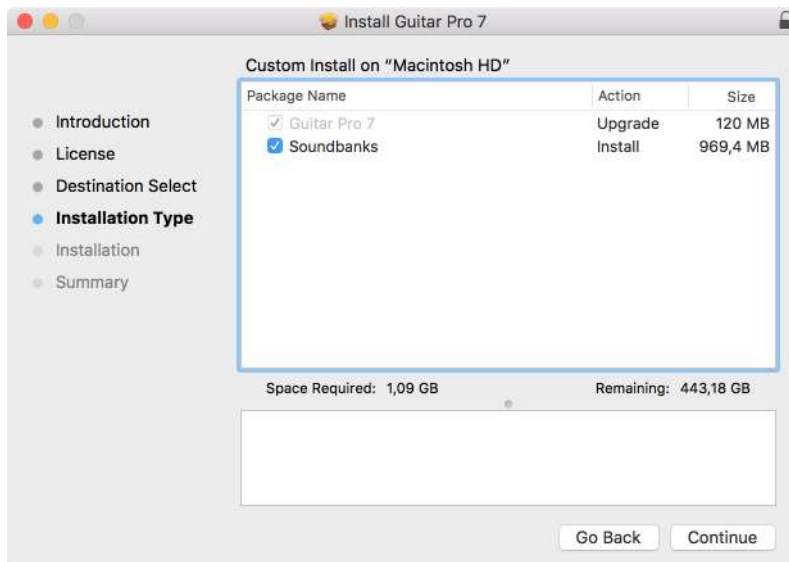 Install Guitar Pro 7
Custom Install on "Macintosh HD"
Introduction
License
Destination Select
Installation Type
Installation
Summary
Package Name Action Size
Guitar Pro 7 Upgrade 120 MB
Soundbanks Install 969,4 MB
Space Required: 1,09 GB Remaining: 443,18 GB
Go Back Continue